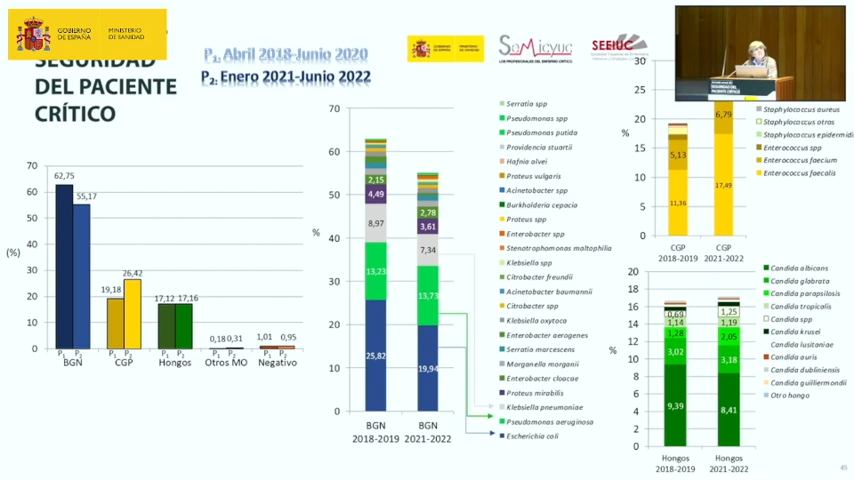 GOBIERNO
DE ESPAÑA
MINISTERIO
DE SANIDAD
SEGURIDAD
DEL PACIENTE
CRÍTICO
P1: Abril 2018-Junio 2020
P2: Enero 2021-Junio 2022
SEMICYUC
LOS PROFESIONALES DEL ENFERMO CRÍTICO
SEEIUC
70
60
50
40
30
20
10
0
(%)
62,75
55,17
19,18
26,42
17,12
17,16
0,18
0,31
1,01
0,95
P1 P2
P1 P2
P1 P2
P1 P2
P1 P2
BGN
CGP
Hongos
Otros MO
Negativo
70
60
50
40
30
20
10
0
%
2,15
4,49
8,97
13,23
25,82
2,78
3,61
7,34
13,73
19,94
BGN
2018-2019
BGN
2021-2022
Serratia spp
Pseudomonas spp
Pseudomonas putida
Providencia stuartii
Hafnia alvei
Proteus vulgaris
Acinetobacter spp
Burkholderia cepacia
Proteus spp
Enterobacter spp
Stenotraphomonas maltophilia
Klebsiella spp
Citrobacter freundii
Acinetobacter baumannii
Citrobacter spp
Klebsiella oxytoca
Enterobacter aerogenes
Serratia marcescens
Morganella morganii
Enterobacter cloacae
Proteus mirabilis
Klebsiella pneumoniae
Pseudomonas aeruginosa
Escherichia coli
30
25
20
15
10
5
0
%
5,13
11,36
6,79
17,49
CGP
2018-2019
CGP
2021-2022
Staphylococcus aureus
Staphylococcus otros
Staphylococcus epidermidi
Enterococcus spp
Enterococcus faecium
Enterococcus faecalis
20
18
16
14
12
10
8
6
4
2
0
%
0,69
1,14
1,28
3,02
9,39
1,25
1,19
2,05
3,18
8,41
Hongos
2018-2019
Hongos
2021-2022
Candida albicans
Candida glabrata
Candida parapsilosis
Candida tropicalis
Candida spp
Candida krusei
Candida lusitaniae
Candida auris
Candida dubliniensis
Candida guilliermondii
Otro hongo
45